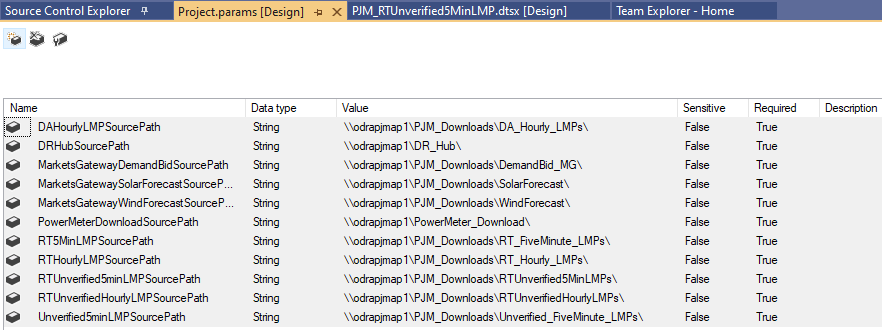 Source Control Explorer Project.params [Design] PJM_RTUnverified5MinLMP.dtsx [Design] Team Explorer - Home
Name Data type Value Sensitive Required Description
DAHourlyLMPSourcePath String \\odrapjmap1\PJM_Downloads\DA_Hourly_LMPs\ False True
DRHubSourcePath String \\odrapjmap1\DR_Hub\ False True
MarketsGatewayDemandBidSourcePath String \\odrapjmap1\PJM_Downloads\DemandBid_MG\ False True
MarketsGatewaySolarForecastSourceP... String \\odrapjmap1\PJM_Downloads\SolarForecast\ False True
MarketsGatewayWindForecastSourceP... String \\odrapjmap1\PJM_Downloads\WindForecast\ False True
PowerMeterDownloadSourcePath String \\odrapjmap1\PowerMeter_Download\ False True
RT5MinLMPSourcePath String \\odrapjmap1\PJM_Downloads\RT_FiveMinute_LMPs\ False True
RTHourlyLMPSourcePath String \\odrapjmap1\PJM_Downloads\RT_Hourly_LMPs\ False True
RTUnverified5minLMPSourcePath String \\odrapjmap1\PJM_Downloads\RTUnverified5MinLMPs\ False True
RTUnverifiedHourlyLMPSourcePath String \\odrapjmap1\PJM_Downloads\RTUnverifiedHourlyLMPs\ False True
Unverified5minLMPSourcePath String \\odrapjmap1\PJM_Downloads\Unverified_FiveMinute_LMPs\ False True